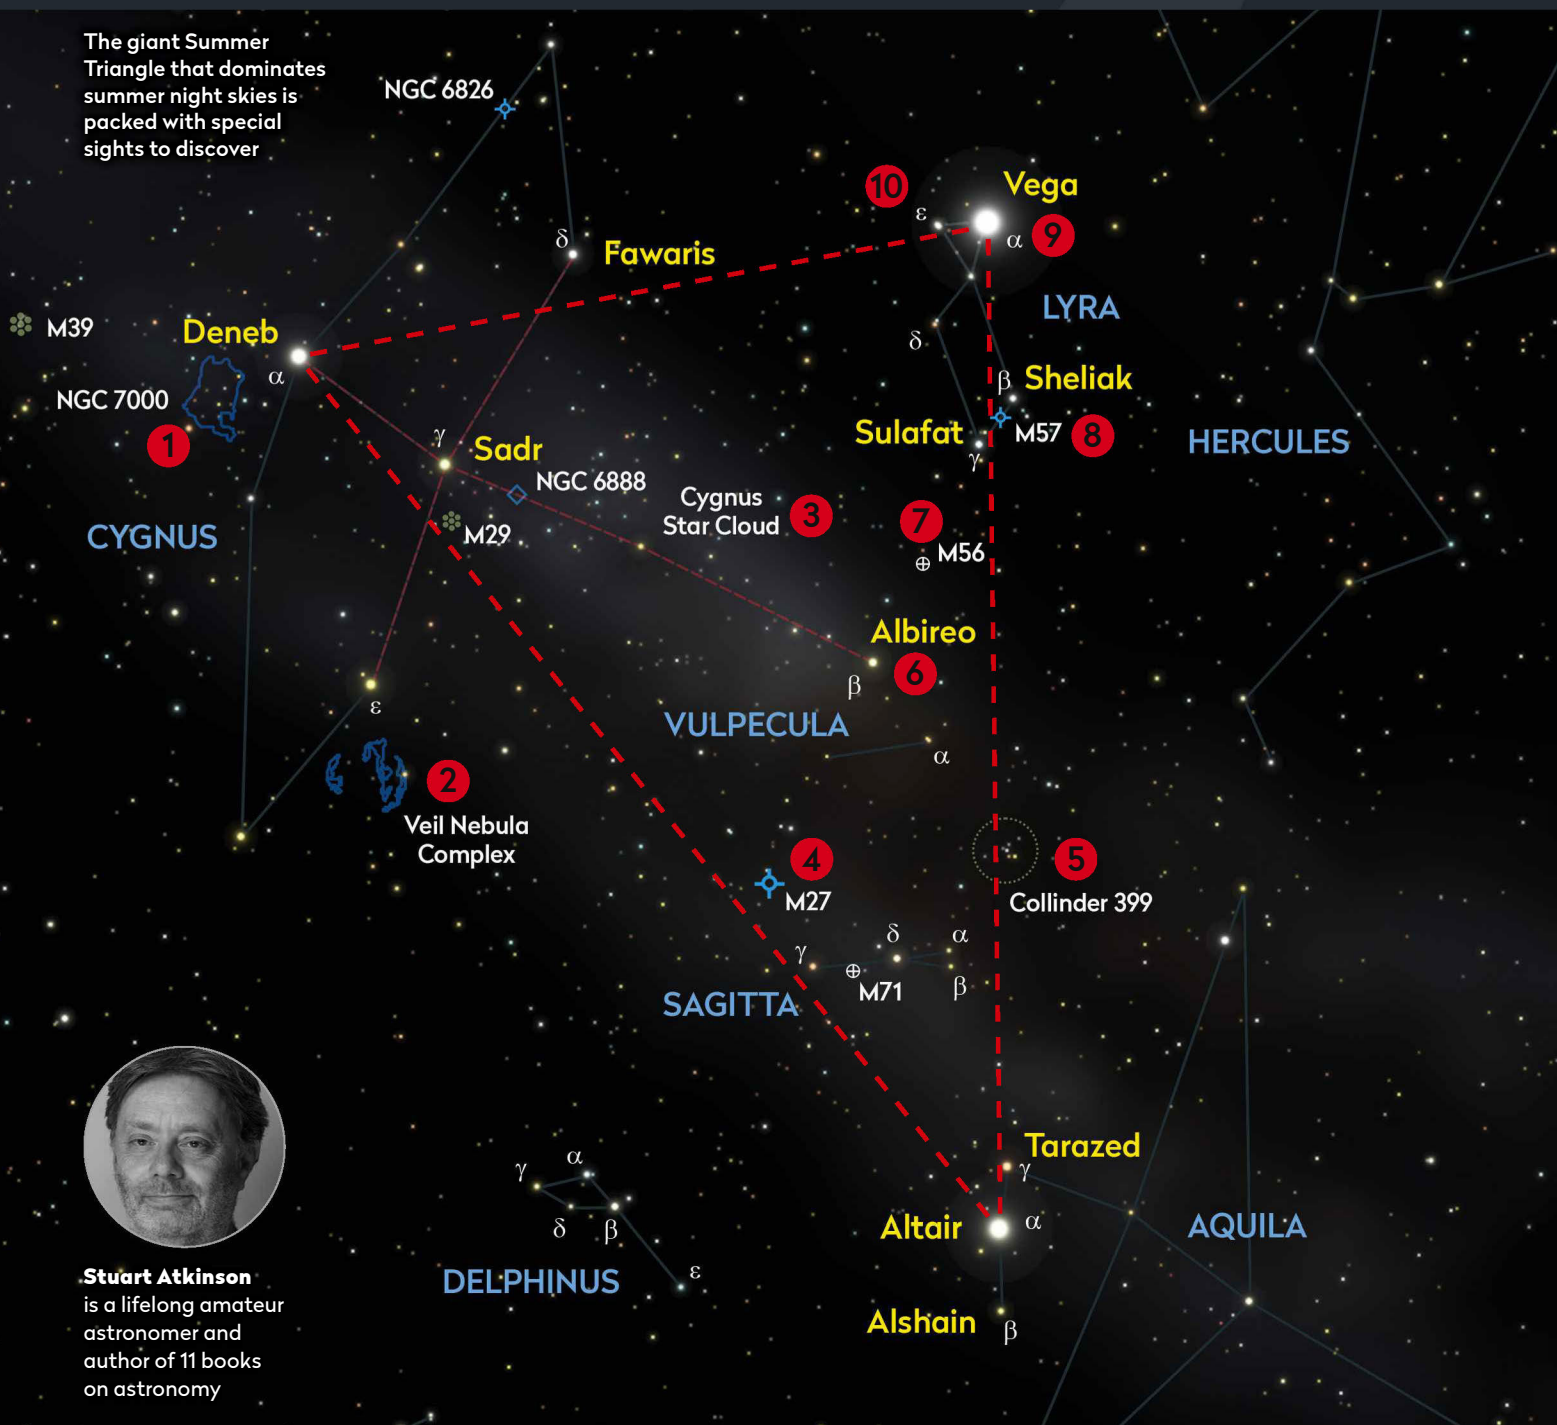 The giant Summer
Triangle that dominates
summer night skies is
packed with special
sights to discover
NGC 6826
10
Vega
ε
α
9
δ
Fawaris
LYRA
M39
Deneb
α
δ
NGC 7000
1
β
Sheliak
γ
Sadr
Sulafat
γ
M57
8
HERCULES
NGC 6888
Cygnus
Star Cloud
3
7
CYGNUS
M29
M56
Albireo
β
6
ε
VULPECULA
α
2
Veil Nebula
Complex
4
M27
5
Collinder 399
γ
δ
α
M71
β
SAGITTA
Tarazed
γ
γ
α
δ
β
ε
DELPHINUS
Altair
α
AQUILA
Alshain
β
Stuart Atkinson
is a lifelong amateur
astronomer and
author of 11 books
on astronomy